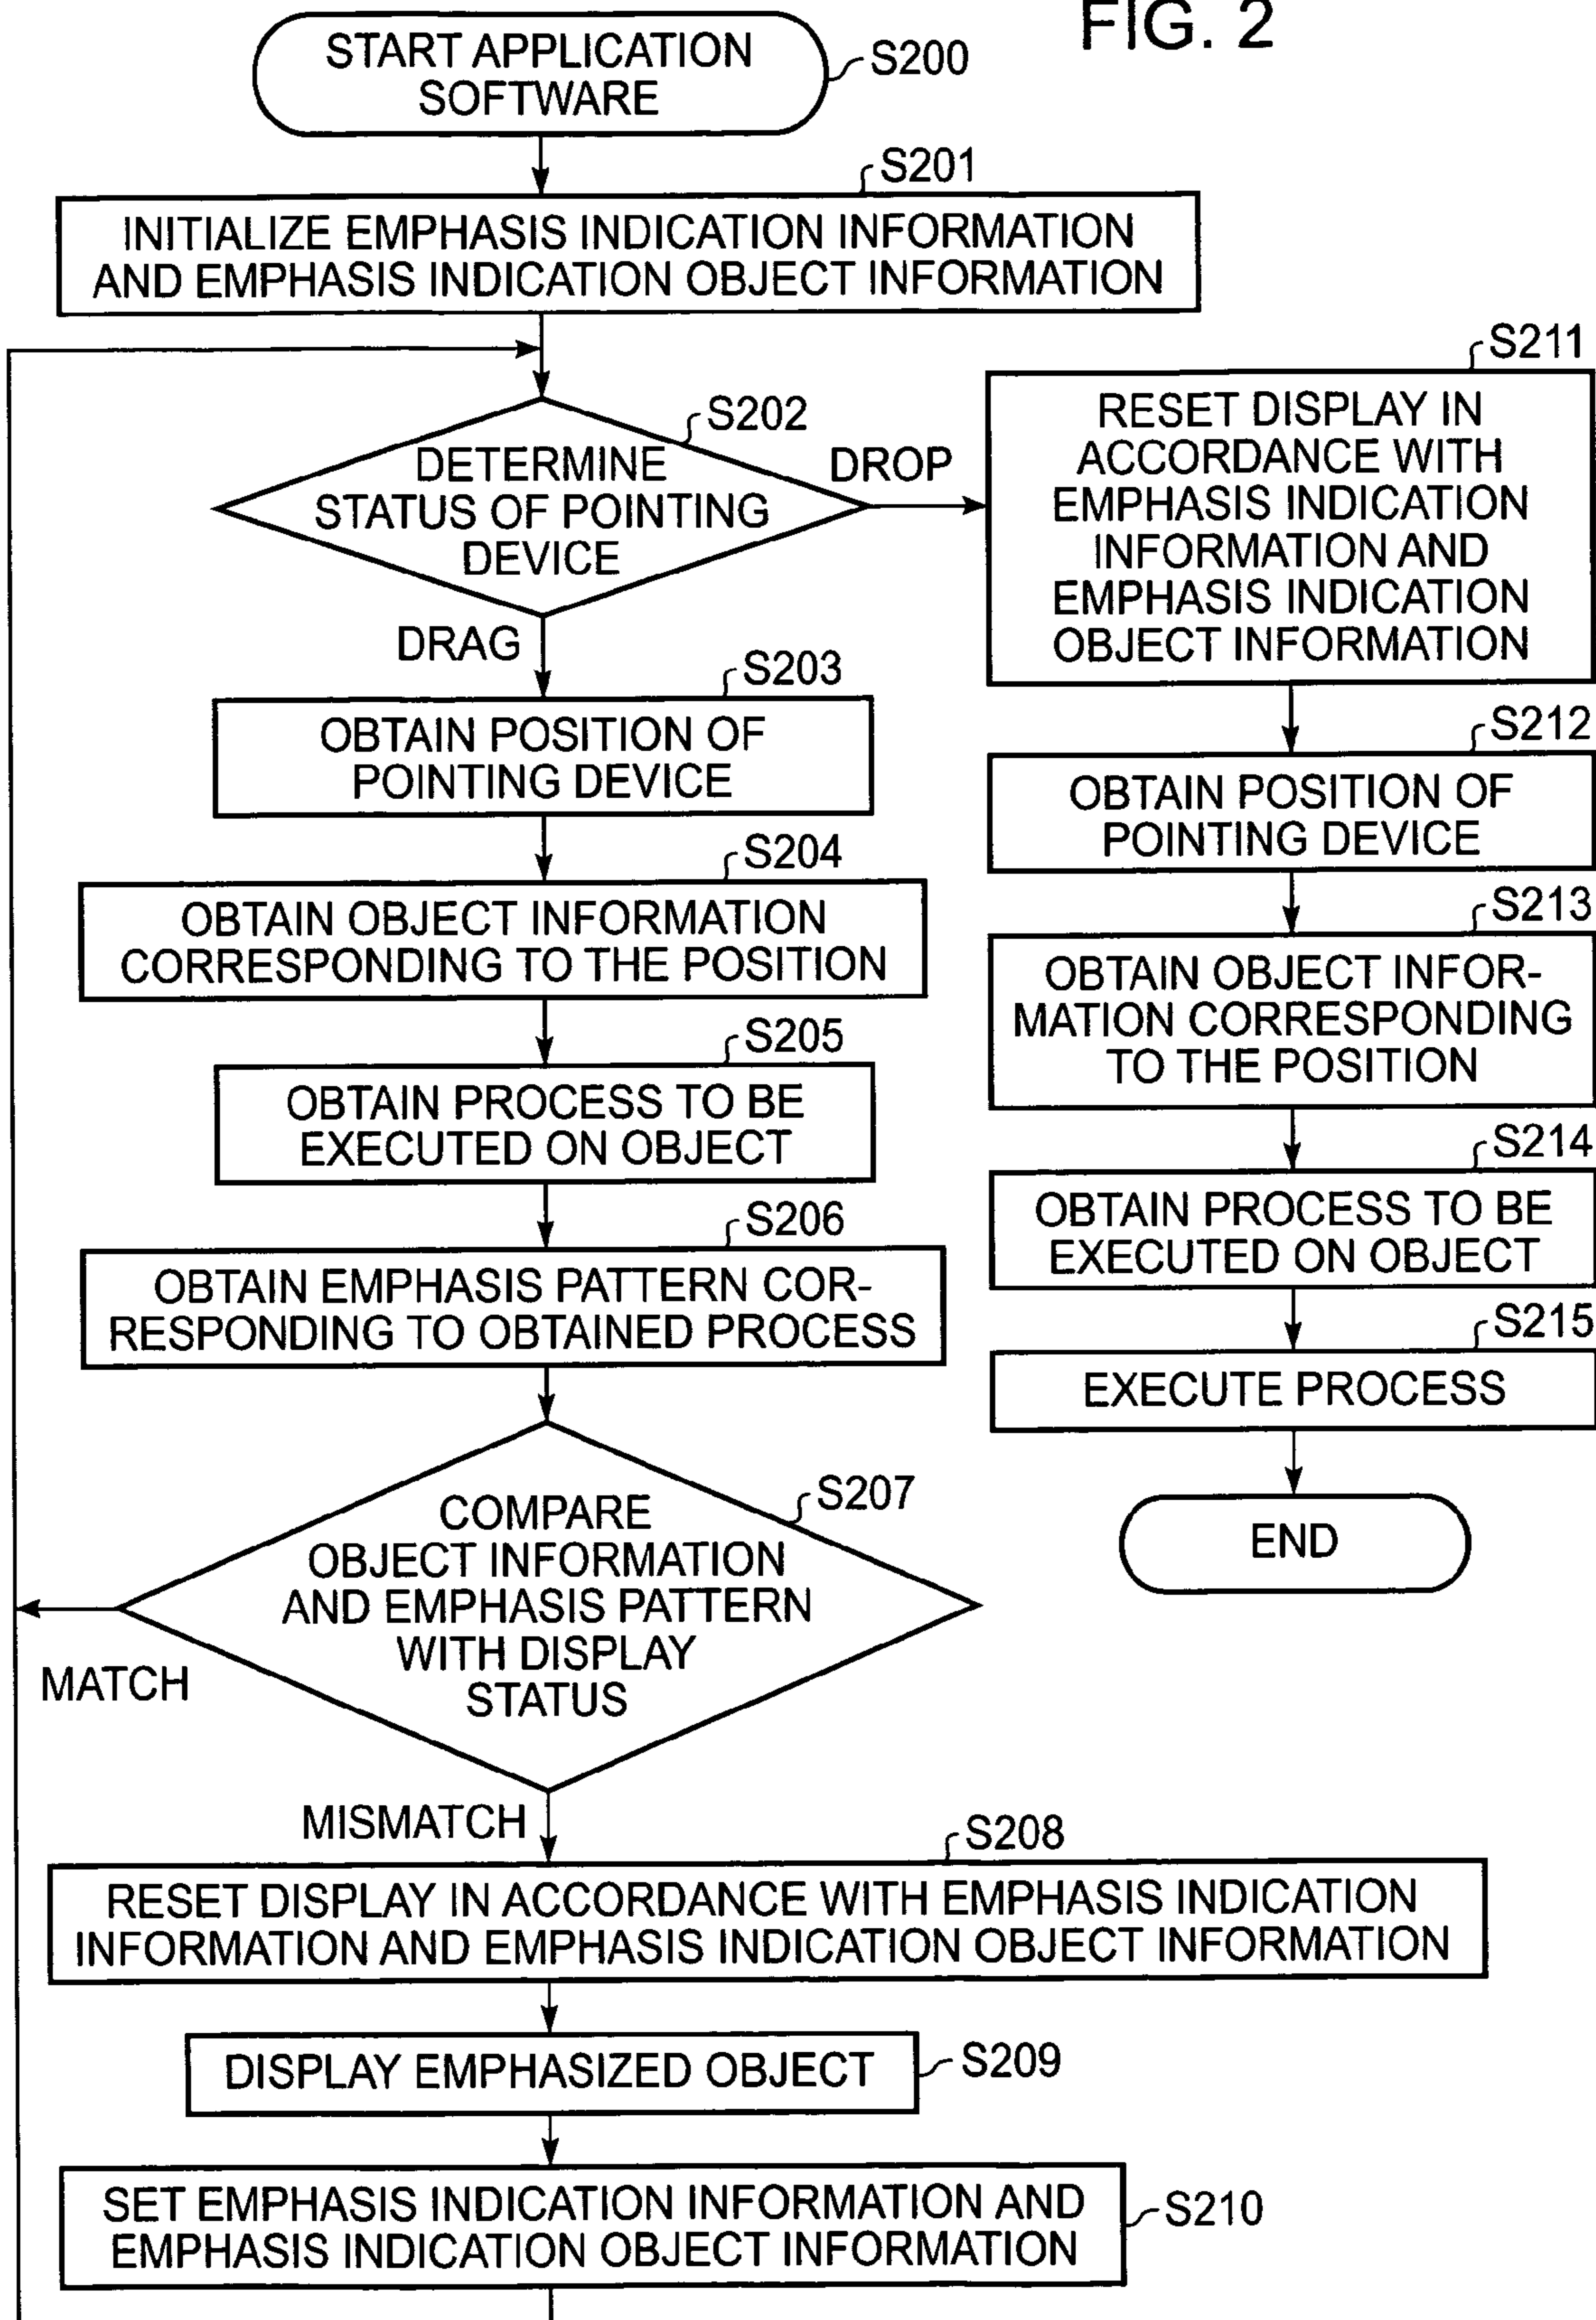 FIG. 2
START APPLICATION
SOFTWARE
S200
S201
INITIALIZE EMPHASIS INDICATION INFORMATION
AND EMPHASIS INDICATION OBJECT INFORMATION
S202
DETERMINE
STATUS OF POINTING
DEVICE
DROP
DRAG
S203
OBTAIN POSITION OF
POINTING DEVICE
S204
OBTAIN OBJECT INFORMATION
CORRESPONDING TO THE POSITION
S205
OBTAIN PROCESS TO BE
EXECUTED ON OBJECT
S206
OBTAIN EMPHASIS PATTERN COR-
RESPONDING TO OBTAINED PROCESS
S207
COMPARE
OBJECT INFORMATION
AND EMPHASIS PATTERN
WITH DISPLAY
STATUS
MATCH
MISMATCH
S208
RESET DISPLAY IN ACCORDANCE WITH EMPHASIS INDICATION
INFORMATION AND EMPHASIS INDICATION OBJECT INFORMATION
DISPLAY EMPHASIZED OBJECT
S209
SET EMPHASIS INDICATION INFORMATION AND
EMPHASIS INDICATION OBJECT INFORMATION
S210
S211
RESET DISPLAY IN
ACCORDANCE WITH
EMPHASIS INDICATION
INFORMATION AND
EMPHASIS INDICATION
OBJECT INFORMATION
S212
OBTAIN POSITION OF
POINTING DEVICE
S213
OBTAIN OBJECT INFOR-
MATION CORRESPONDING
TO THE POSITION
S214
OBTAIN PROCESS TO BE
EXECUTED ON OBJECT
S215
EXECUTE PROCESS
END